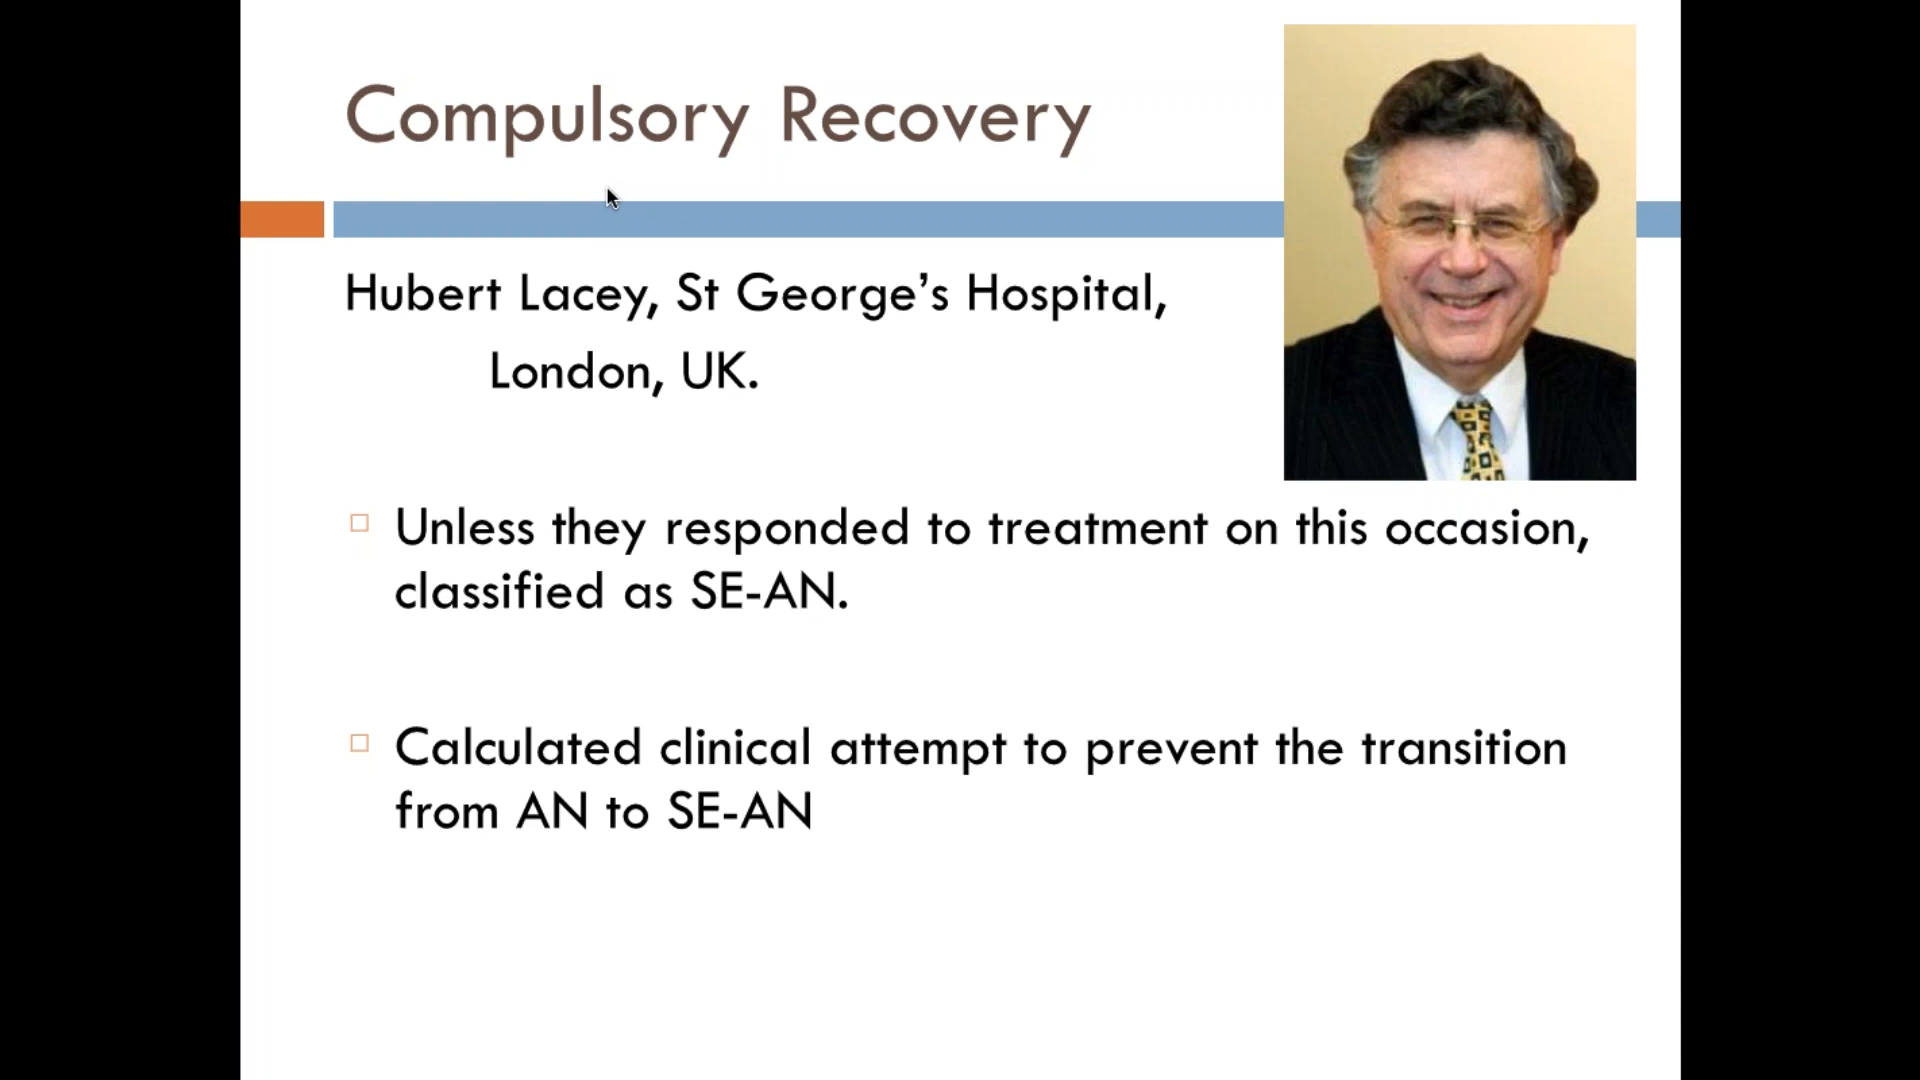 Compulsory Recovery
Hubert Lacey, St George’s Hospital,
London, UK.
Unless they responded to treatment on this occasion,
classified as SE-AN.
Calculated clinical attempt to prevent the transition
from AN to SE-AN